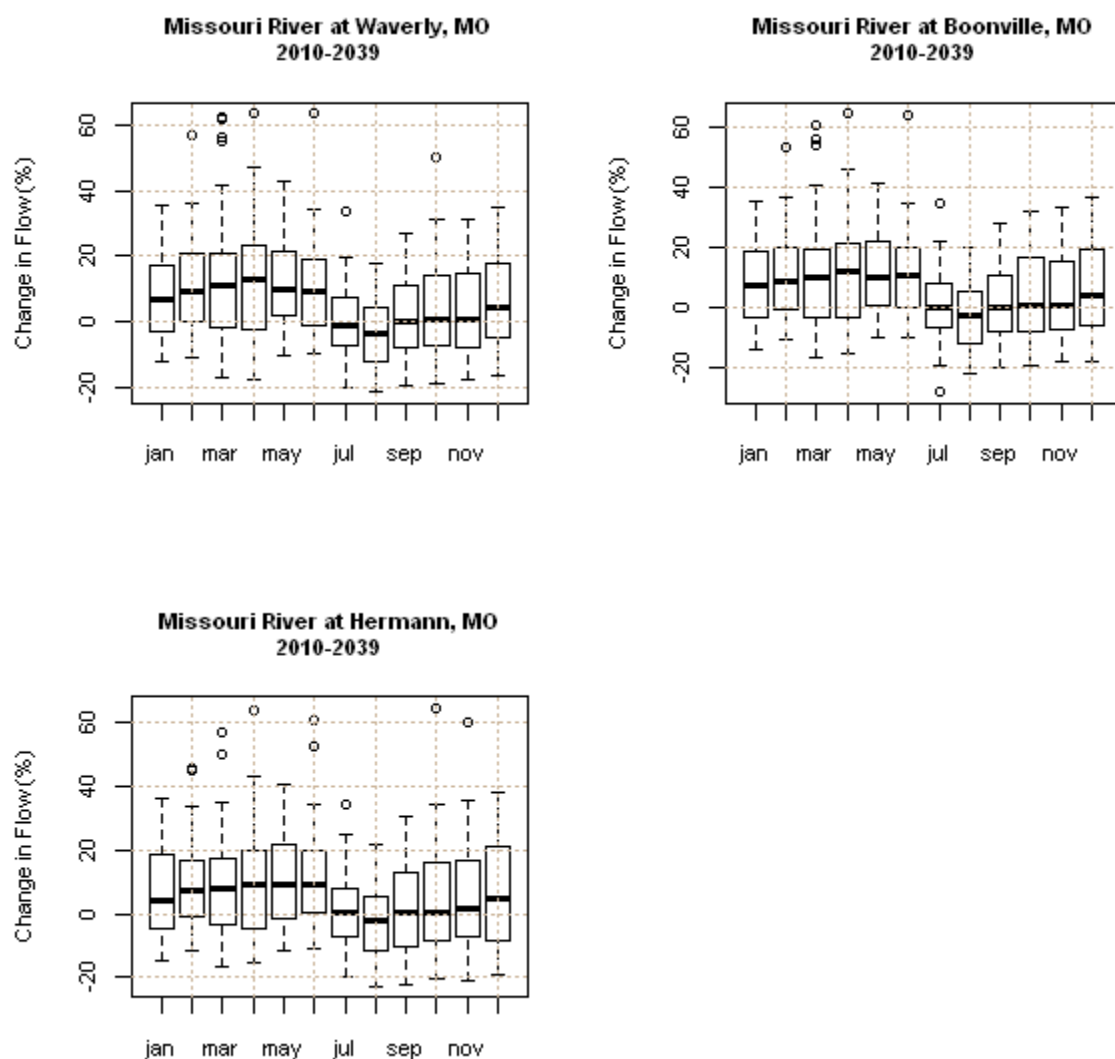 Missouri River at Waverly, MO
2010-2039
Change in Flow (%)
60
40
20
0
-20
jan mar may jul sep nov
Missouri River at Boonville, MO
2010-2039
Change in Flow (%)
60
40
20
0
-20
jan mar may jul sep nov
Missouri River at Hermann, MO
2010-2039
Change in Flow (%)
60
40
20
0
-20
jan mar may jul sep nov